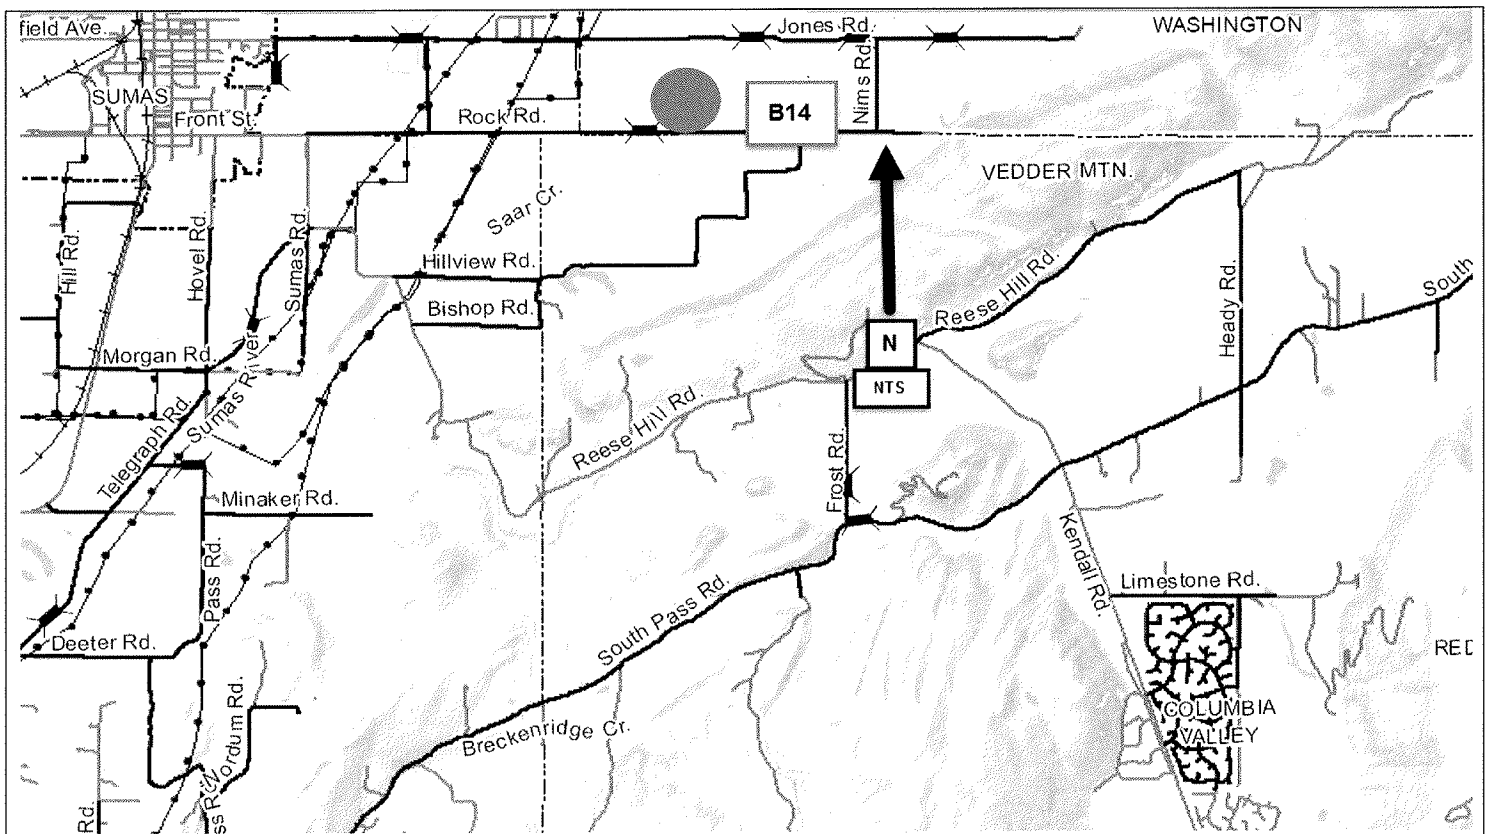 field Ave.
Jones Rd.
WASHINGTON
SUMAS
Front St.
Rock Rd.
B14
Nims Rd.
VEDDER MTN.
Saar Cr.
Hill Rd.
Hovel Rd.
Sumas Rd.
Hillview Rd.
Reese Hill Rd.
Heady Rd.
South
Bishop Rd.
Morgan Rd.
Sumas River
N
NTS
Telegraph Rd.
Reese Hill Rd.
Frost Rd.
Minaker Rd.
Pass Rd.
Kendall Rd.
Limestone Rd.
Deeter Rd.
South Pass Rd.
RED
Nordum Rd.
COLUMBIA
VALLEY
Breckenridge Cr.
ss Rd.
Rd.